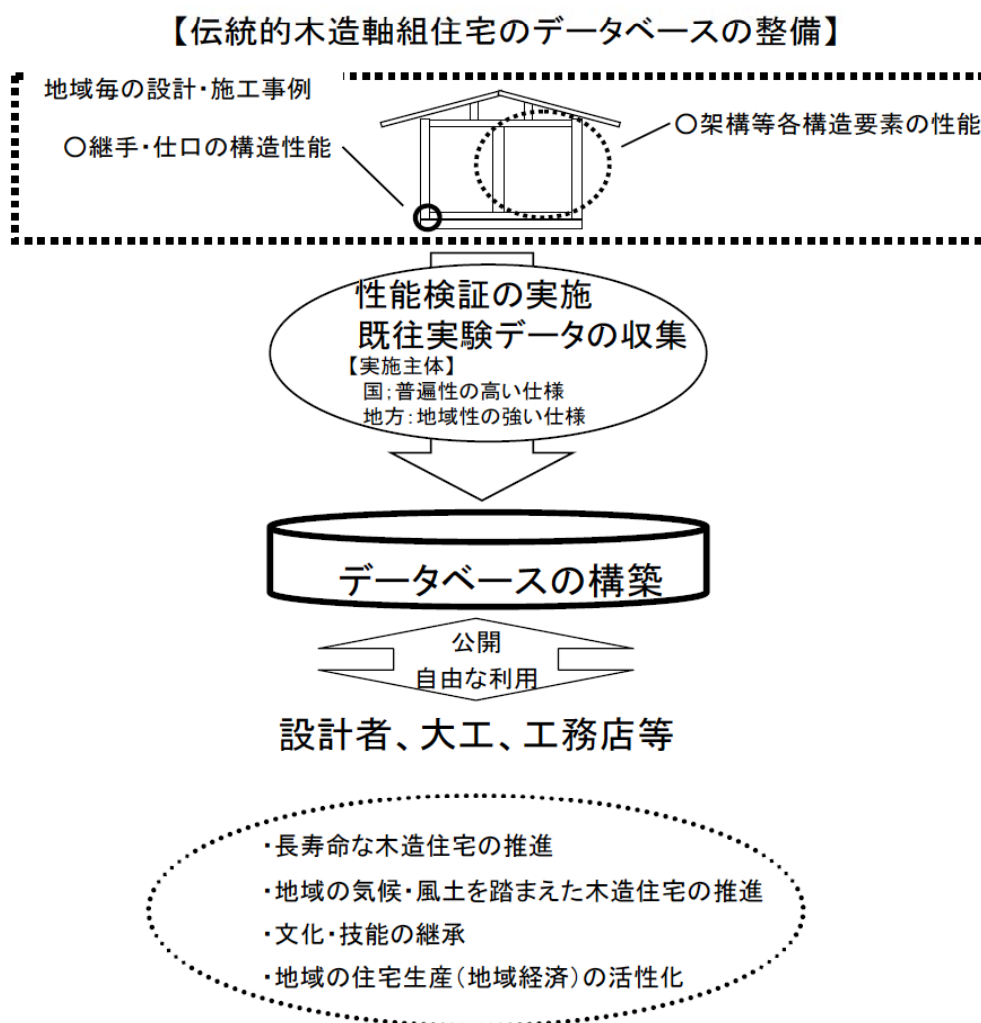 【伝統的木造軸組住宅のデータベースの整備】
地域毎の設計・施工事例
○継手・仕口の構造性能
○架構等各構造要素の性能
性能検証の実施
既往実験データの収集
【実施主体】
国;普遍性の高い仕様
地方:地域性の強い仕様
データベースの構築
公開
自由な利用
設計者、大工、工務店等
・長寿命な木造住宅の推進
・地域の気候・風土を踏まえた木造住宅の推進
・文化・技能の継承
・地域の住宅生産(地域経済)の活性化